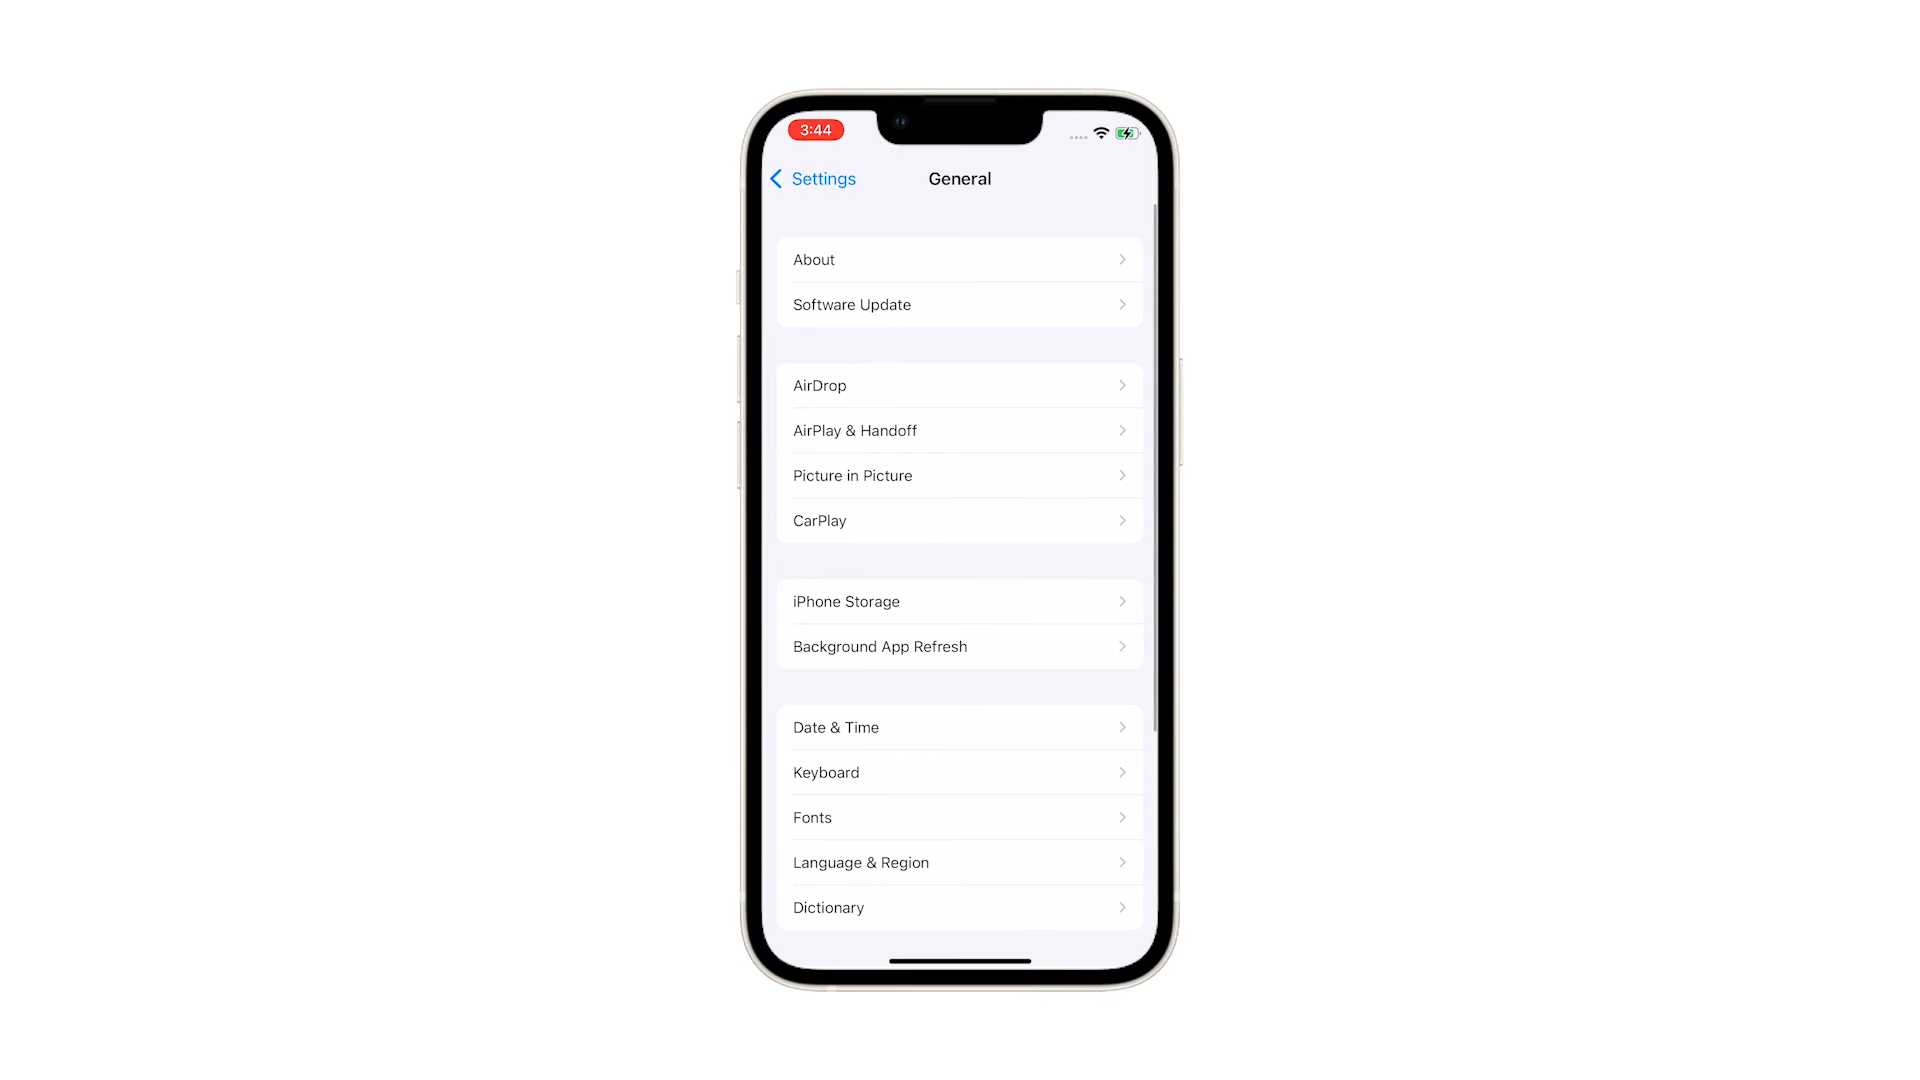 3:44
Settings
General
About
Software Update
AirDrop
AirPlay & Handoff
Picture in Picture
CarPlay
iPhone Storage
Background App Refresh
Date & Time
Keyboard
Fonts
Language & Region
Dictionary